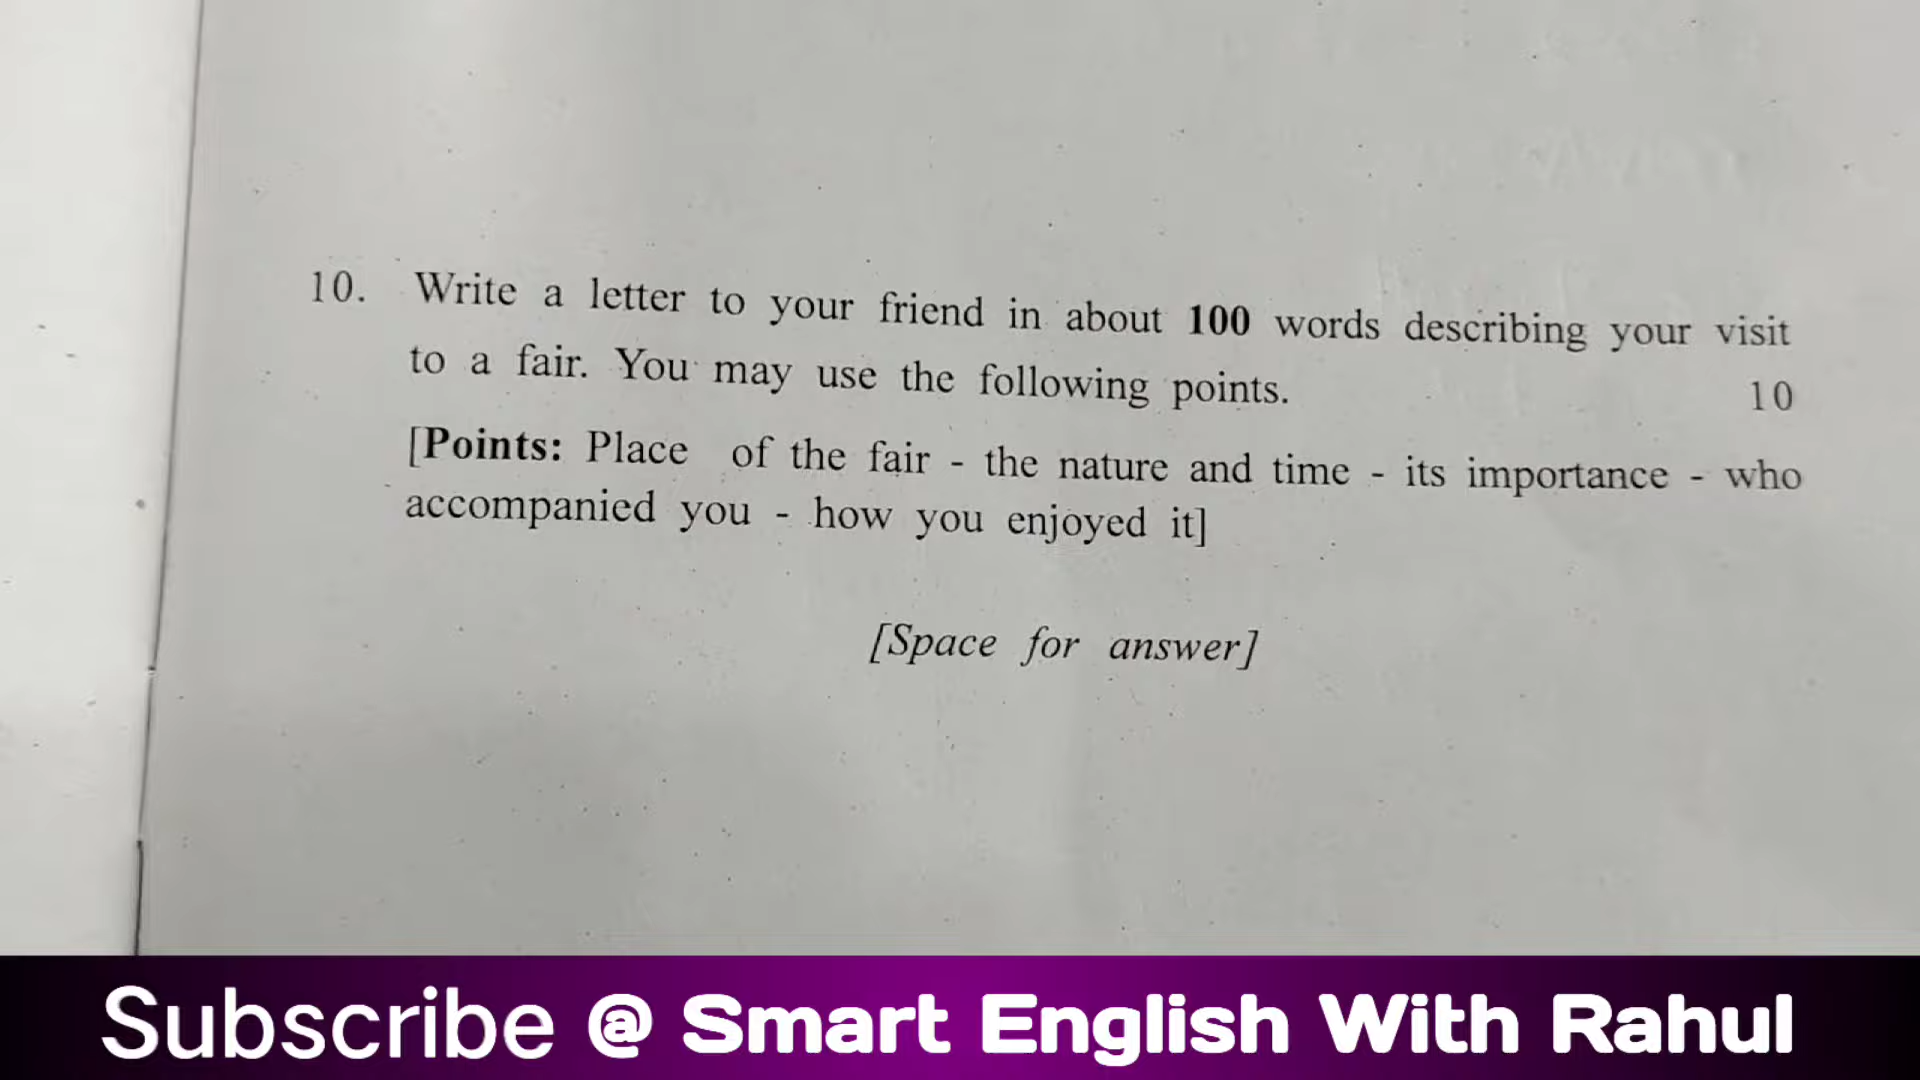 10. Write a letter to your friend in about 100 words describing your visit
to a fair. You may use the following points. 10
[Points: Place of the fair - the nature and time - its importance - who
accompanied you - how you enjoyed it]
[Space for answer]
Subscribe @ Smart English With Rahul